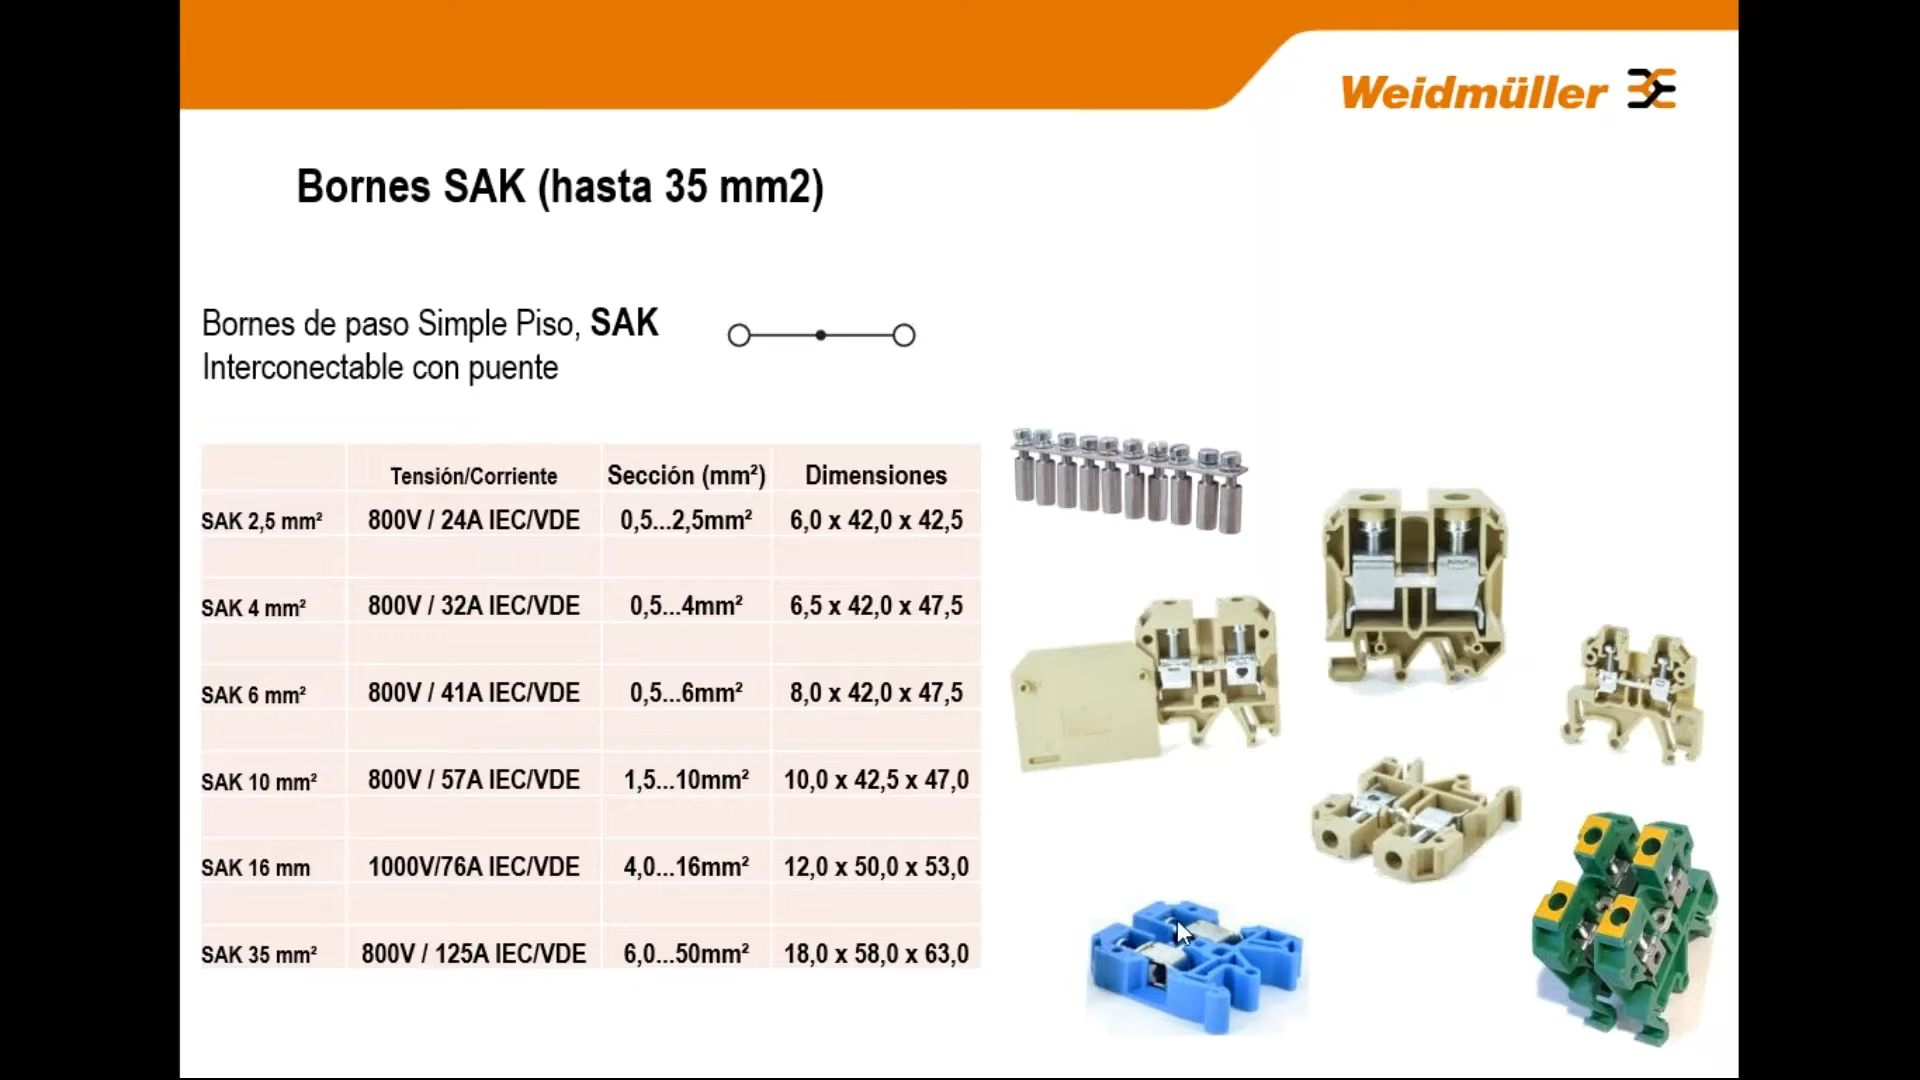 Weidmüller
Bornes SAK (hasta 35 mm2)
Bornes de paso Simple Piso, SAK
Interconectable con puente
Tensión/Corriente Sección (mm²) Dimensiones
SAK 2,5 mm² 800V / 24A IEC/VDE 0,5...2,5mm² 6,0 x 42,0 x 42,5
SAK 4 mm² 800V / 32A IEC/VDE 0,5...4mm² 6,5 x 42,0 x 47,5
SAK 6 mm² 800V / 41A IEC/VDE 0,5...6mm² 8,0 x 42,0 x 47,5
SAK 10 mm² 800V / 57A IEC/VDE 1,5...10mm² 10,0 x 42,5 x 47,0
SAK 16 mm 1000V/76A IEC/VDE 4,0...16mm² 12,0 x 50,0 x 53,0
SAK 35 mm² 800V / 125A IEC/VDE 6,0...50mm² 18,0 x 58,0 x 63,0